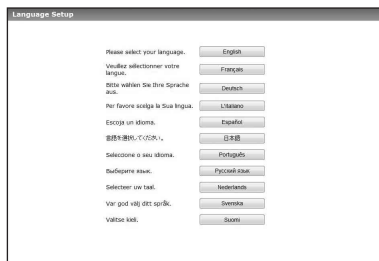 Language Setup
Please select your language. English
Veuillez sélectionner votre
langue. Français
Bitte wählen Sie Ihre Sprache
aus. Deutsch
Per favore scelga la Sua lingua. L'italiano
Escoja un idioma. Español
言語を選択してください。 日本語
Seleccione o seu idioma. Português
Выберите язык. Русский язык
Selecteer uw taal. Nederlands
Var god välj ditt språk. Svenska
Valitse kieli. Suomi